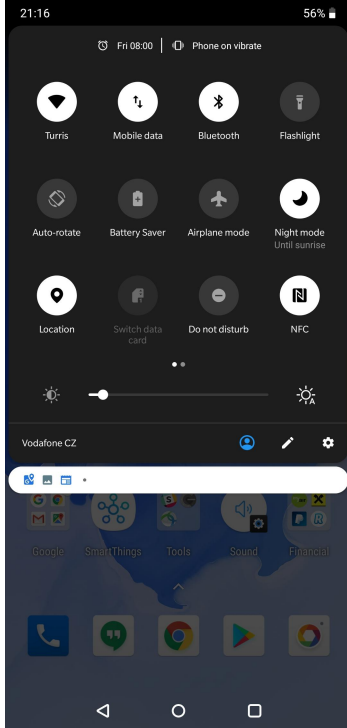 21:16
56%
Fri 08:00
Phone on vibrate
Turris
Mobile data
Bluetooth
Flashlight
Auto-rotate
Battery Saver
Airplane mode
Night mode
Until sunrise
Location
Switch data
card
Do not disturb
NFC
A
Vodafone CZ
Google
SmartThings
Tools
Sound
Financial